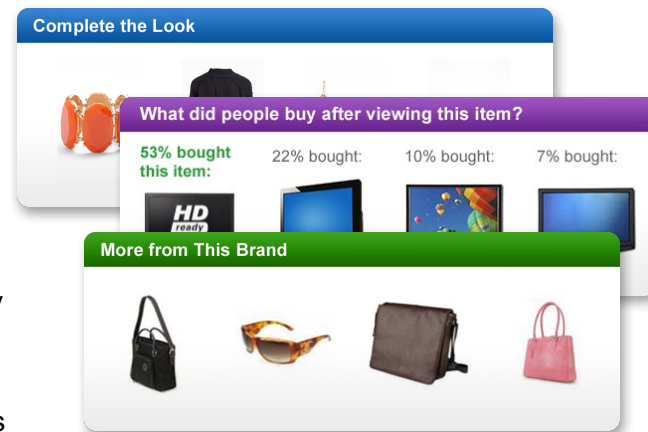 Complete the Look
What did people buy after viewing this item?
53% bought
this item:
22% bought:
10% bought:
7% bought:
HD
ready
More from This Brand